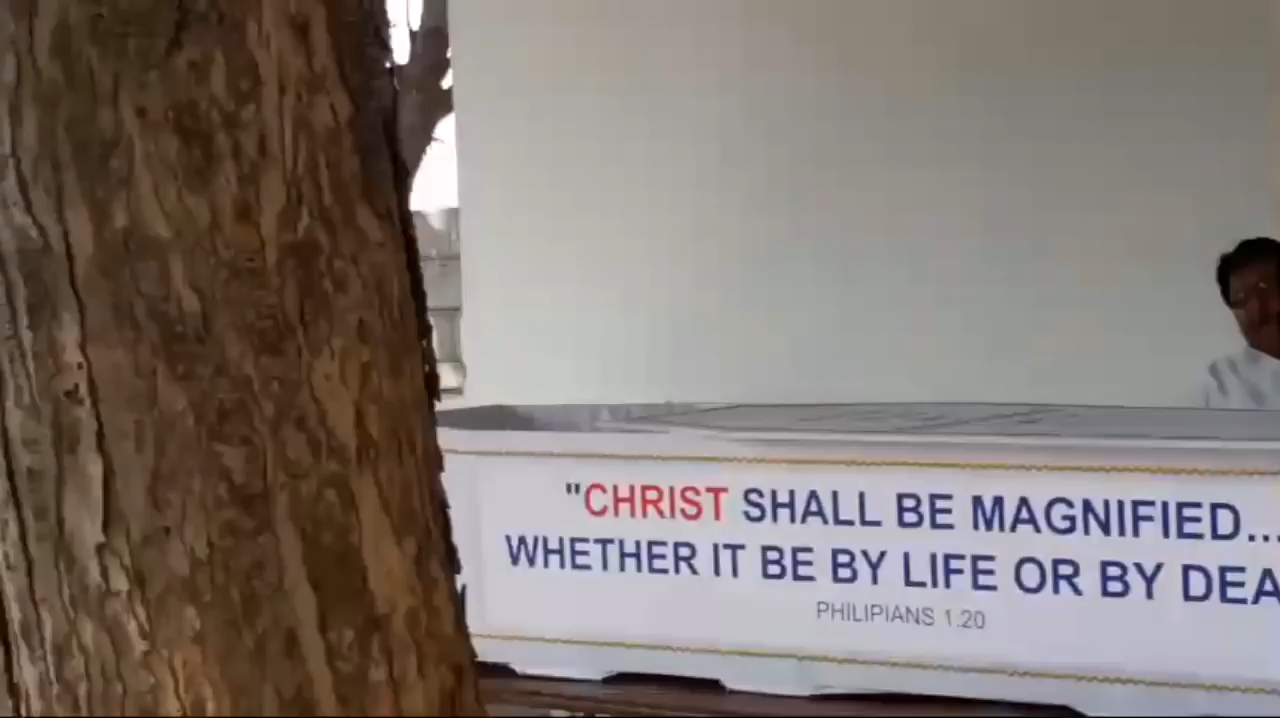 "CHRIST SHALL BE MAGNIFIED...
WHETHER IT BE BY LIFE OR BY DEA
PHILIPIANS 1:20